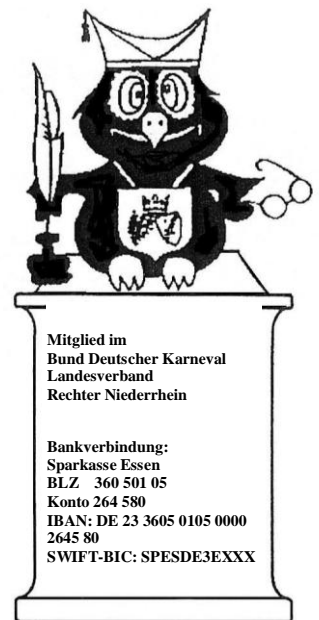 Mitglied im
Bund Deutscher Karneval
Landesverband
Rechter Niederrhein
Bankverbindung:
Sparkasse Essen
BLZ    360 501 05
Konto 264 580
IBAN: DE 23 3605 0105 0000
2645 80
SWIFT-BIC: SPESDE3EXXX